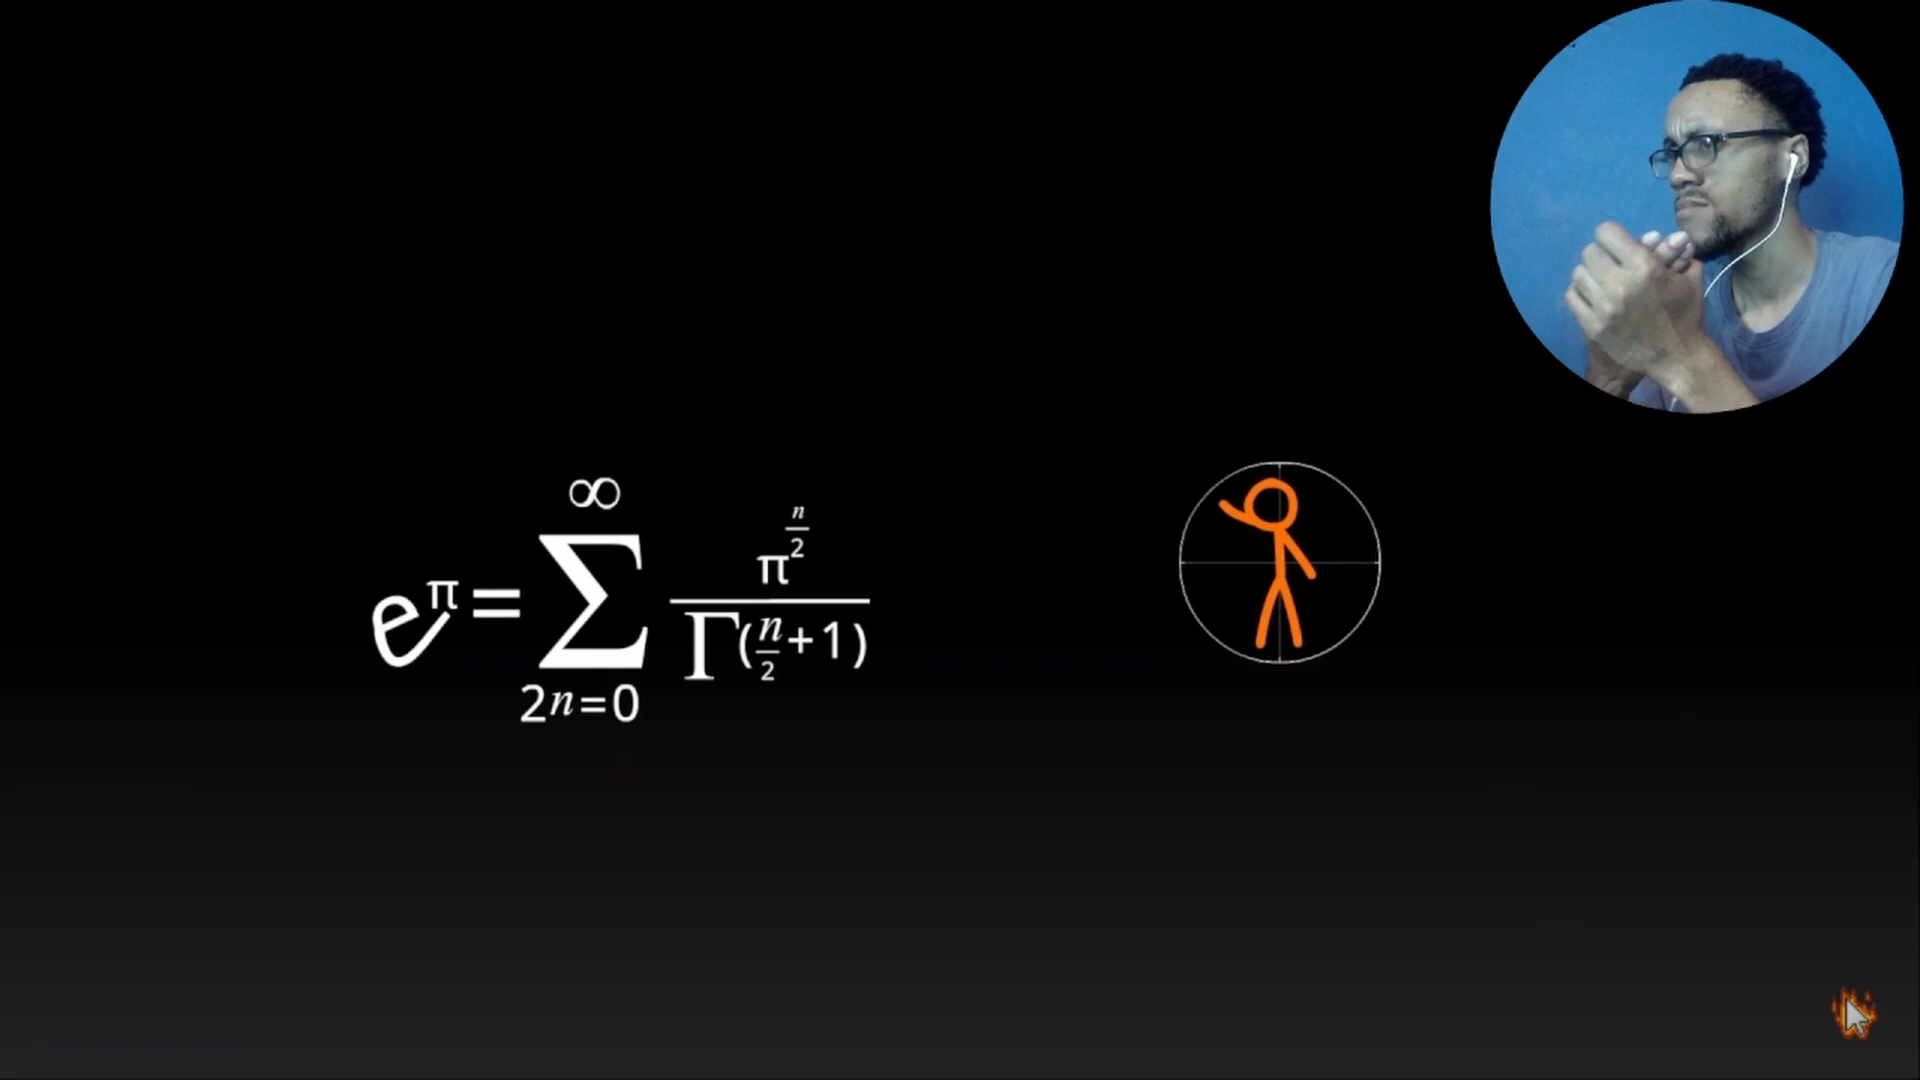 e^π = ∞ Σ 2n=0 π^(n/2) / Γ(n/2+1)